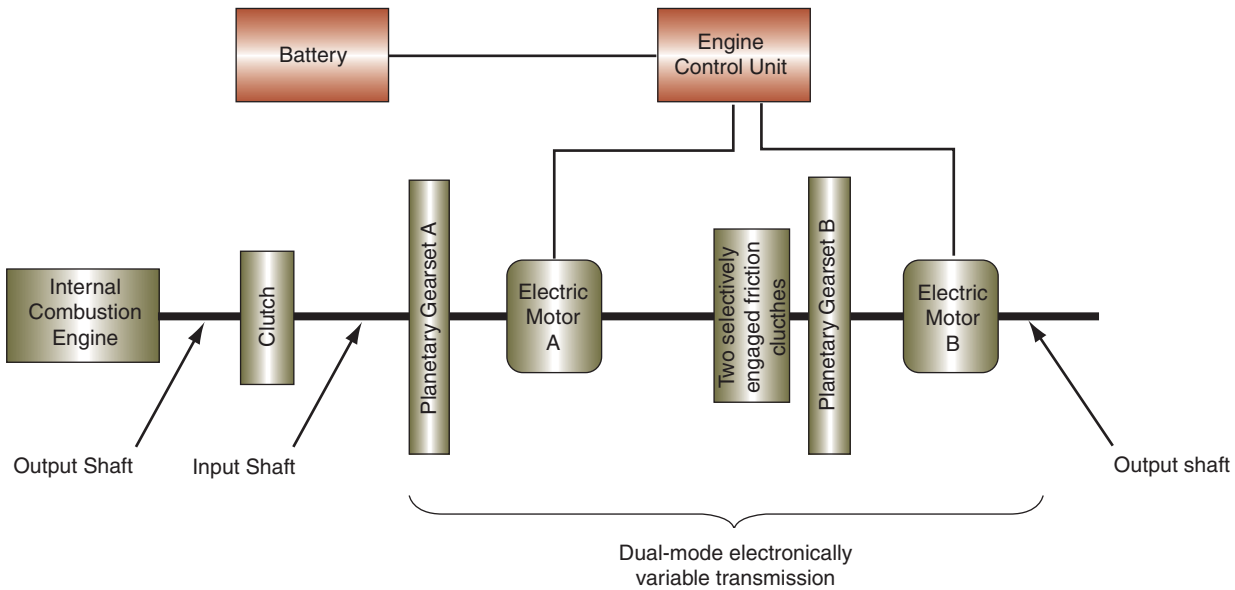 Battery
Engine
Control Unit
Internal
Combustion
Engine
Clutch
Planetary Gearset A
Electric
Motor
A
Two selectively
engaged friction
clucthes
Planetary Gearset B
Electric
Motor
B
Output Shaft
Input Shaft
Output shaft
Dual-mode electronically
variable transmission